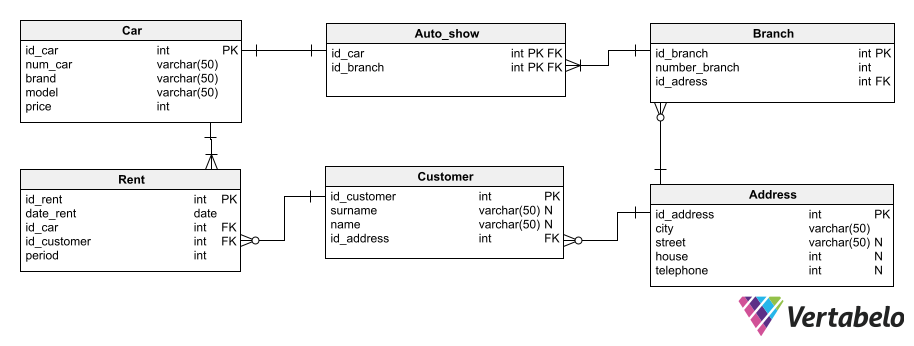 Car
id_car int PK
num_car varchar(50)
brand varchar(50)
model varchar(50)
price int
Auto_show
id_car int PK FK
id_branch int PK FK
Branch
id_branch int PK
number_branch int
id_adress int FK
Rent
id_rent int PK
date_rent date
id_car int FK
id_customer int FK
period int
Customer
id_customer int PK
surname varchar(50) N
name varchar(50) N
id_address int FK
Address
id_address int PK
city varchar(50)
street varchar(50) N
house int N
telephone int N
Vertabelo